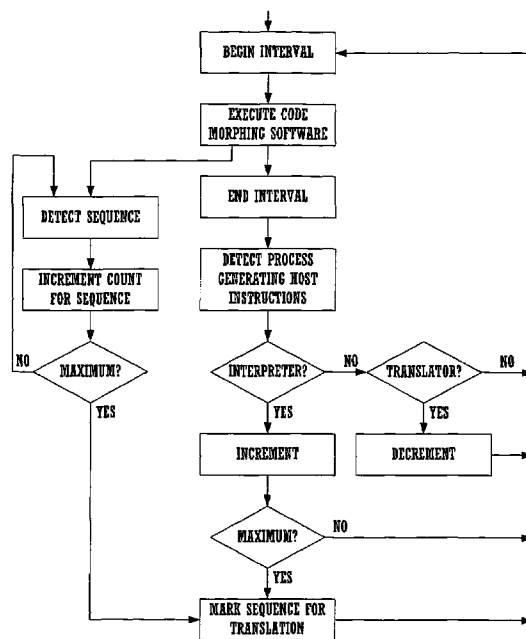 BEGIN INTERVAL
EXECUTE CODE
MORPHING SOFTWARE
END INTERVAL
DETECT SEQUENCE
DETECT PROCESS
GENERATING HOST
INSTRUCTIONS
INCREMENT COUNT
FOR SEQUENCE
NO
MAXIMUM?
YES
INTERPRETER?
NO
TRANSLATOR?
NO
YES
YES
INCREMENT
DECREMENT
MAXIMUM?
NO
YES
MARK SEQUENCE FOR
TRANSLATION